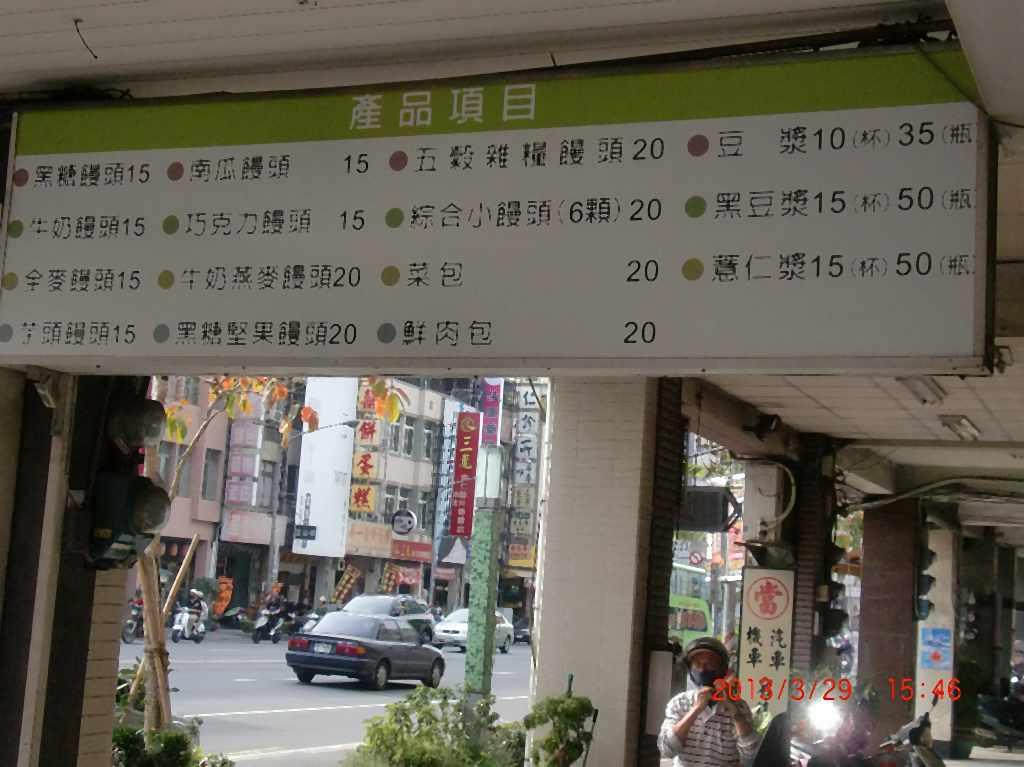 產品項目
黑糖饅頭15 南瓜饅頭 15 五穀雜糧饅頭20 豆 漿10(杯) 35(瓶
牛奶饅頭15 巧克力饅頭 15 綜合小饅頭(6顆)20 黑豆漿15(杯) 50(瓶
全麥饅頭15 牛奶燕麥饅頭20 菜包 20 薏仁漿15(杯) 50(瓶
芋頭饅頭15 黑糖堅果饅頭20 鮮肉包 20
喜餅蛋糕
當
汽車
機車
2013/3/29 15:46